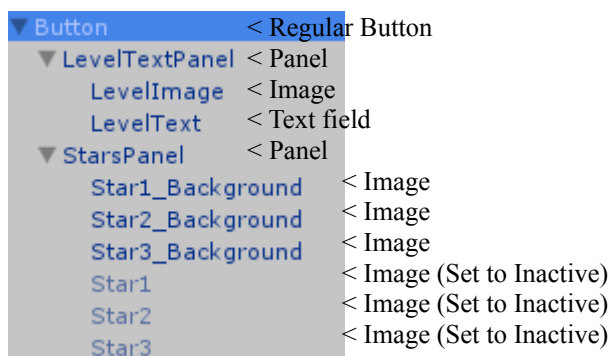 Button < Regular Button
LevelTextPanel < Panel
LevelImage < Image
LevelText < Text field
StarsPanel < Panel
Star1_Background < Image
Star2_Background < Image
Star3_Background < Image
Star1 < Image (Set to Inactive)
Star2 < Image (Set to Inactive)
Star3 < Image (Set to Inactive)